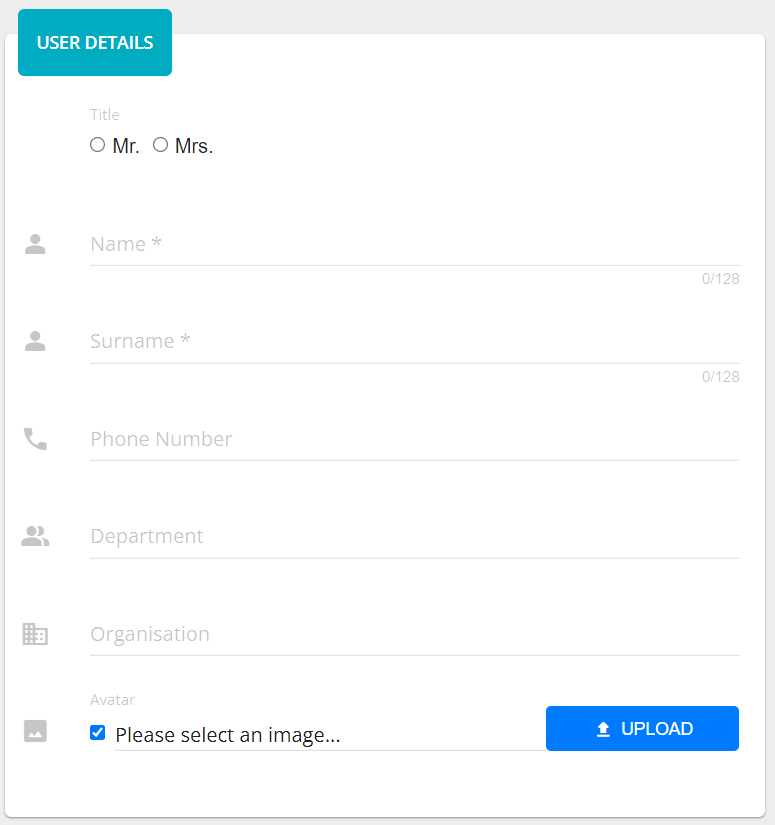 USER DETAILS
Title
Mr. Mrs.
Name *
0/128
Surname *
0/128
Phone Number
Department
Organisation
Avatar
Please select an image... UPLOAD